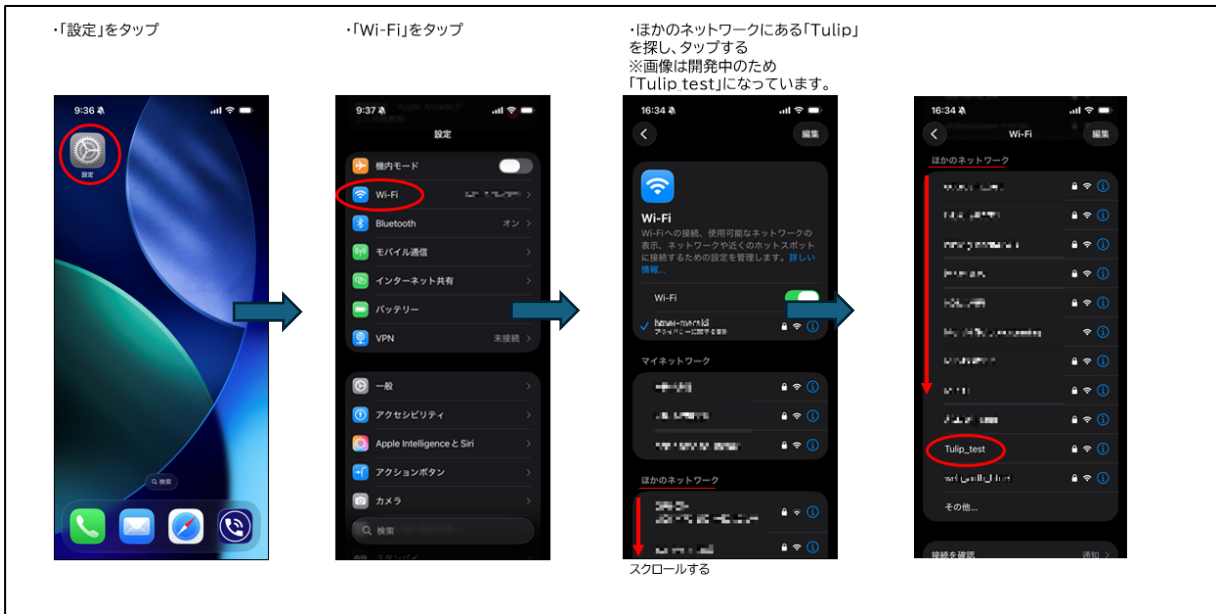 ・「設定」をタップ
・「Wi-Fi」をタップ
・ほかのネットワークにある「Tulip」
を探し、タップする
※画像は開発中のため
「Tulip_test」になっています。
9:36
設定
検索
9:37
設定
機内モード
Wi-Fi
Bluetooth
オン
モバイル通信
インターネット共有
バッテリー
VPN
未接続
一般
アクセシビリティ
Apple Intelligence と Siri
アクションボタン
カメラ
検索
16:34
編集
Wi-Fi
Wi-Fiへの接続、使用可能なネットワークの
表示、ネットワークや近くのホットスポット
に接続するための設定を管理します。詳しい
情報...
Wi-Fi
マイネットワーク
ほかのネットワーク
スクロールする
16:34
Wi-Fi
編集
ほかのネットワーク
Tulip_test
その他...
接続を確認
通知